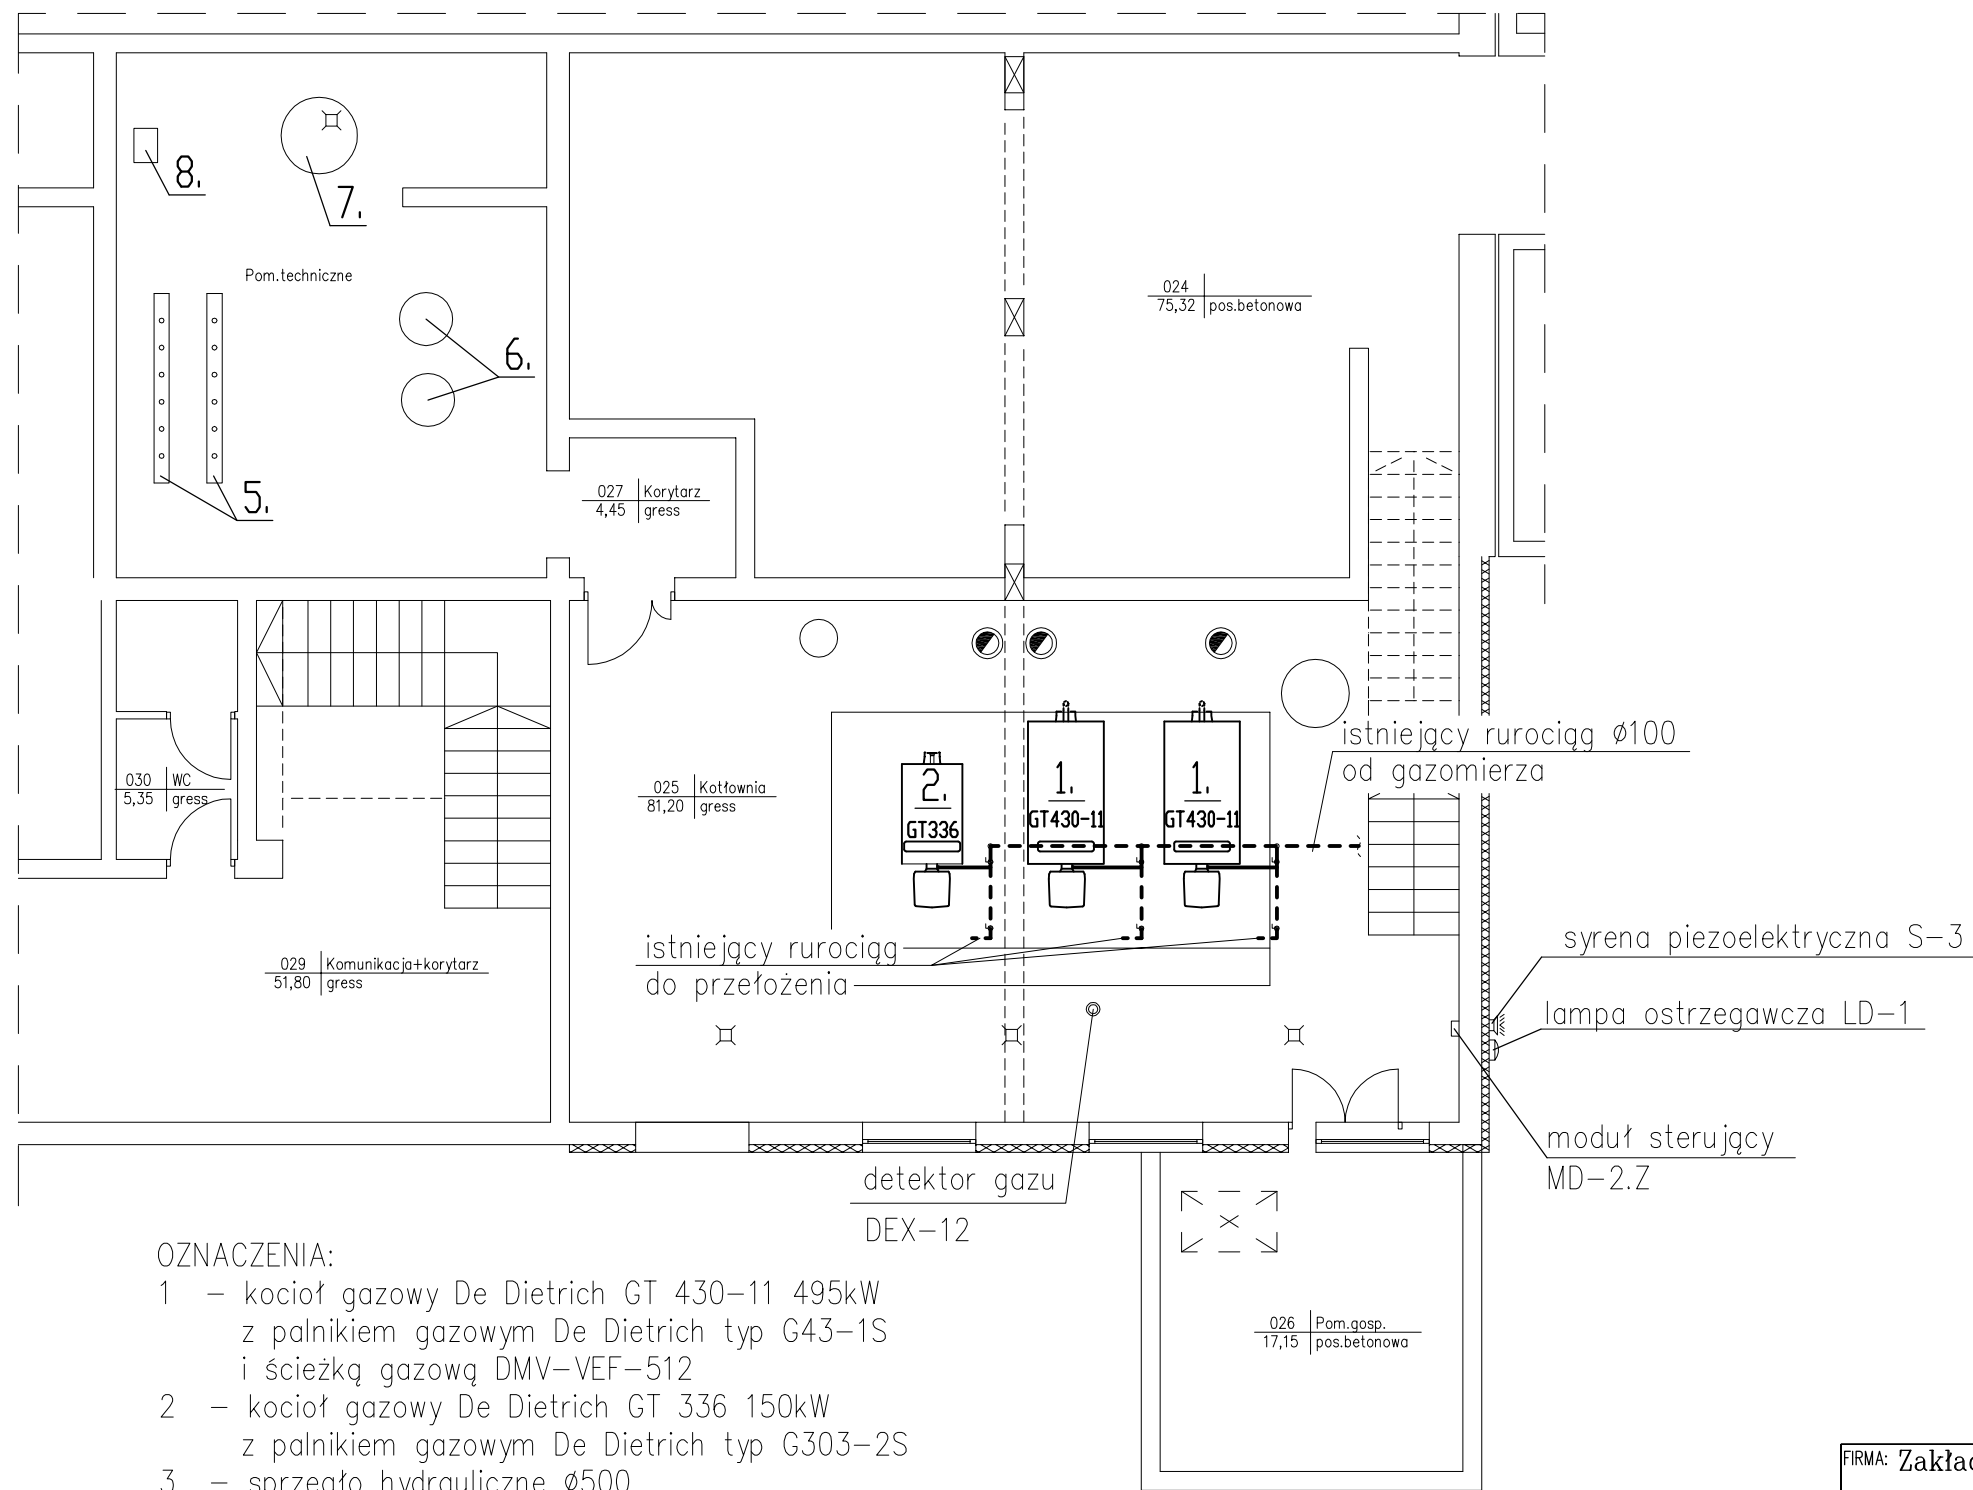 8.
7.
Pom.techniczne
024
75,32 pos.betonowa
6.
5.
027 Korytarz
4,45 gress
istniejący rurociąg Ø100
od gazomierza
030 WC
5,35 gress
025 Kotłownia
81,20 gress
2.
GT336
1.
GT430-11
1.
GT430-11
029 Komunikacja+korytarz
51,80 gress
istniejący rurociąg
do przełożenia
syrena piezoelektryczna S-3
lampa ostrzegawcza LD-1
moduł sterujący
MD-2.Z
detektor gazu
DEX-12
026 Pom.gosp.
17,15 pos.betonowa
OZNACZENIA:
1 - kocioł gazowy De Dietrich GT 430-11 495kW
z palnikiem gazowym De Dietrich typ G43-1S
i ścieżką gazową DMV-VEF-512
2 - kocioł gazowy De Dietrich GT 336 150kW
z palnikiem gazowym De Dietrich typ G303-2S
3 - sprzęgło hydrauliczne Ø500
FIRMA: